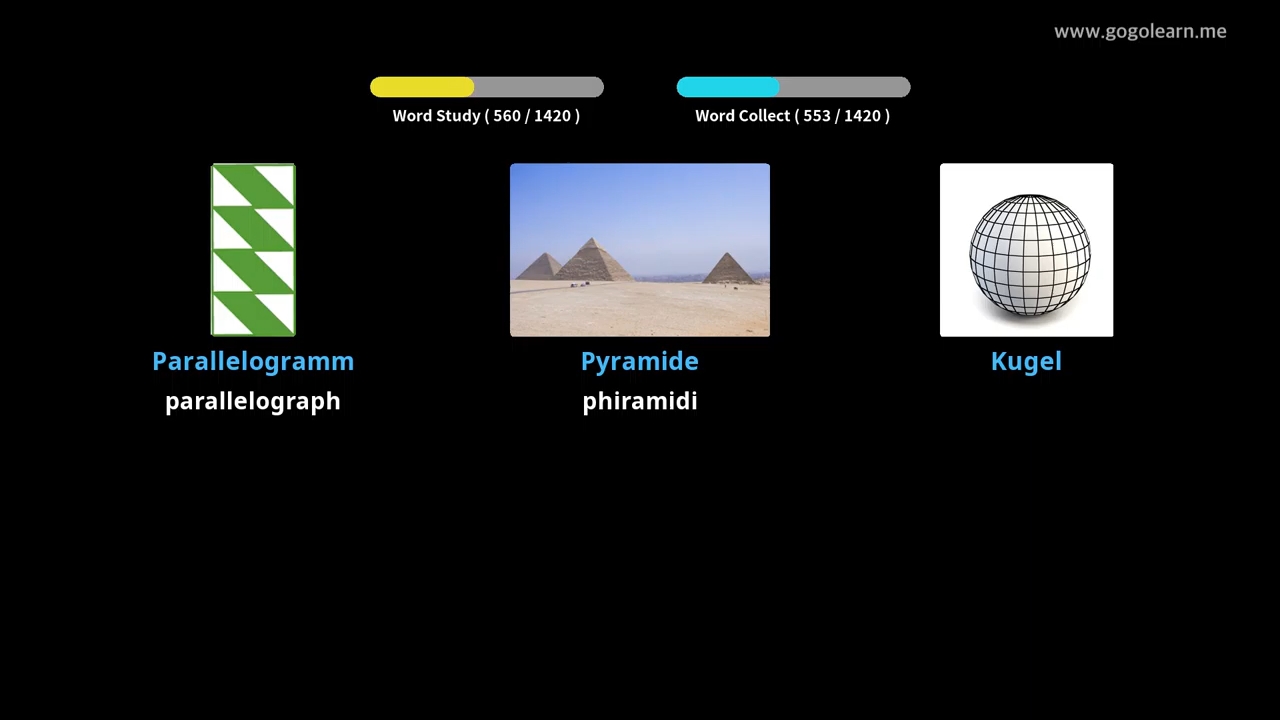 www.gogolearn.me
Word Study ( 560 / 1420 )
Word Collect ( 553 / 1420 )
Parallelogramm
parallelograph
Pyramide
phiramidi
Kugel